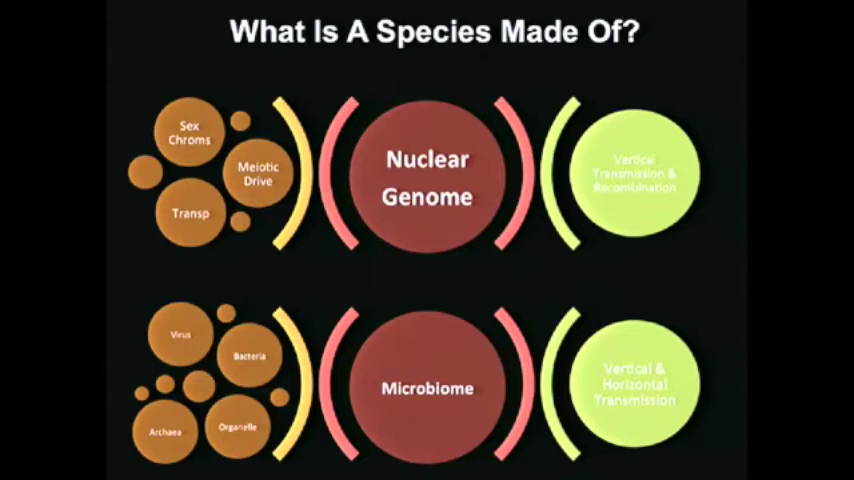 What Is A Species Made Of?
Sex
Chroms
Meiotic
Drive
Transp
Nuclear
Genome
Vertical
Transmission &
Recombination
Virus
Bacteria
Archaea
Organelle
Microbiome
Vertical &
Horizontal
Transmission